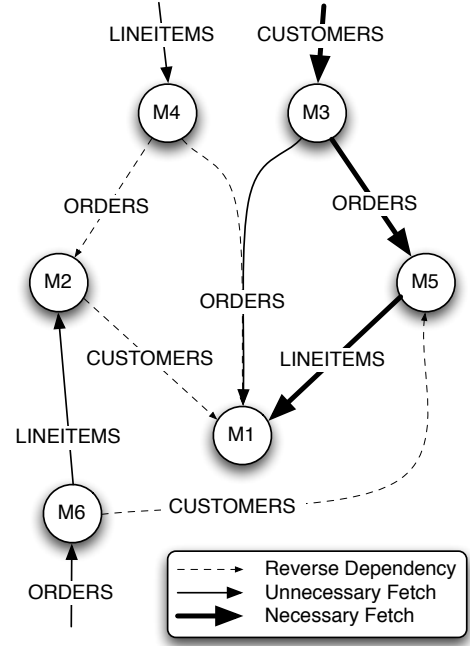 LINEITEMS
CUSTOMERS
M4
M3
ORDERS
ORDERS
M2
M5
ORDERS
CUSTOMERS
LINEITEMS
M1
LINEITEMS
CUSTOMERS
M6
ORDERS
Reverse Dependency
Unnecessary Fetch
Necessary Fetch